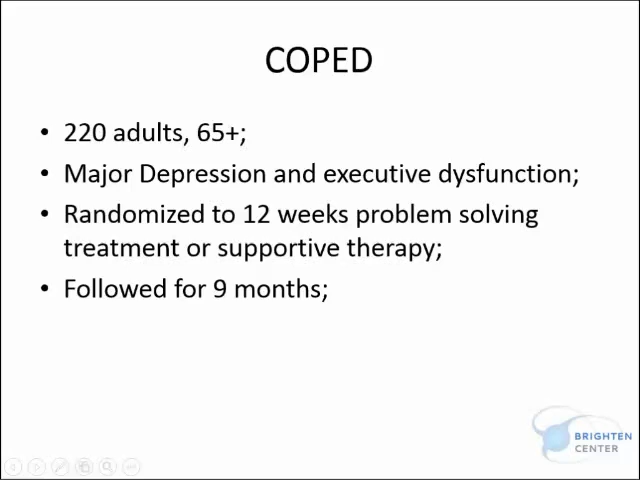 COPED
• 220 adults, 65+;
• Major Depression and executive dysfunction;
• Randomized to 12 weeks problem solving
treatment or supportive therapy;
• Followed for 9 months;
BRIGHTEN
CENTER